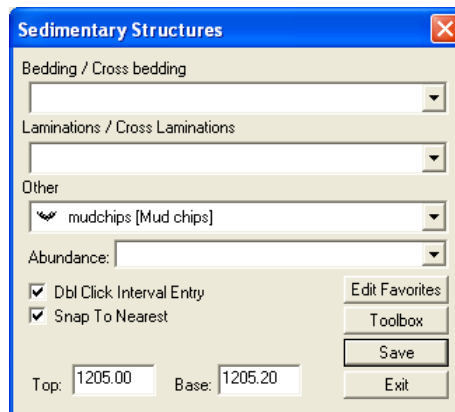 Sedimentary Structures
Bedding / Cross bedding
Laminations / Cross Laminations
Other
mudchips [Mud chips]
Abundance:
Dbl Click Interval Entry
Edit Favorites
Snap To Nearest
Toolbox
Save
Top: 1205.00 Base: 1205.20
Exit